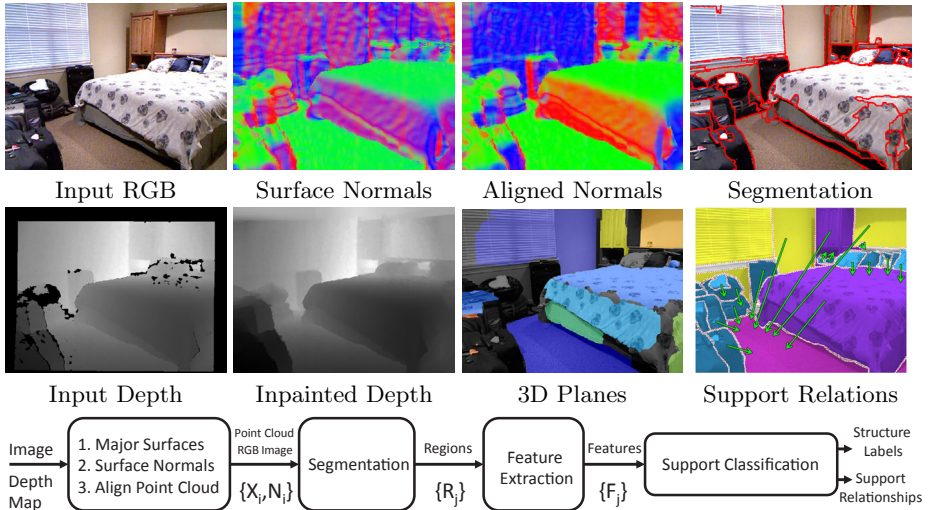 Input RGB
Surface Normals
Aligned Normals
Segmentation
Input Depth
Inpainted Depth
3D Planes
Support Relations
Image
Depth
Map
1. Major Surfaces
2. Surface Normals
3. Align Point Cloud
Point Cloud
RGB Image
{Xi,Ni}
Segmentation
Regions
{Rj}
Feature
Extraction
Features
{Fj}
Support Classification
Structure
Labels
Support
Relationships